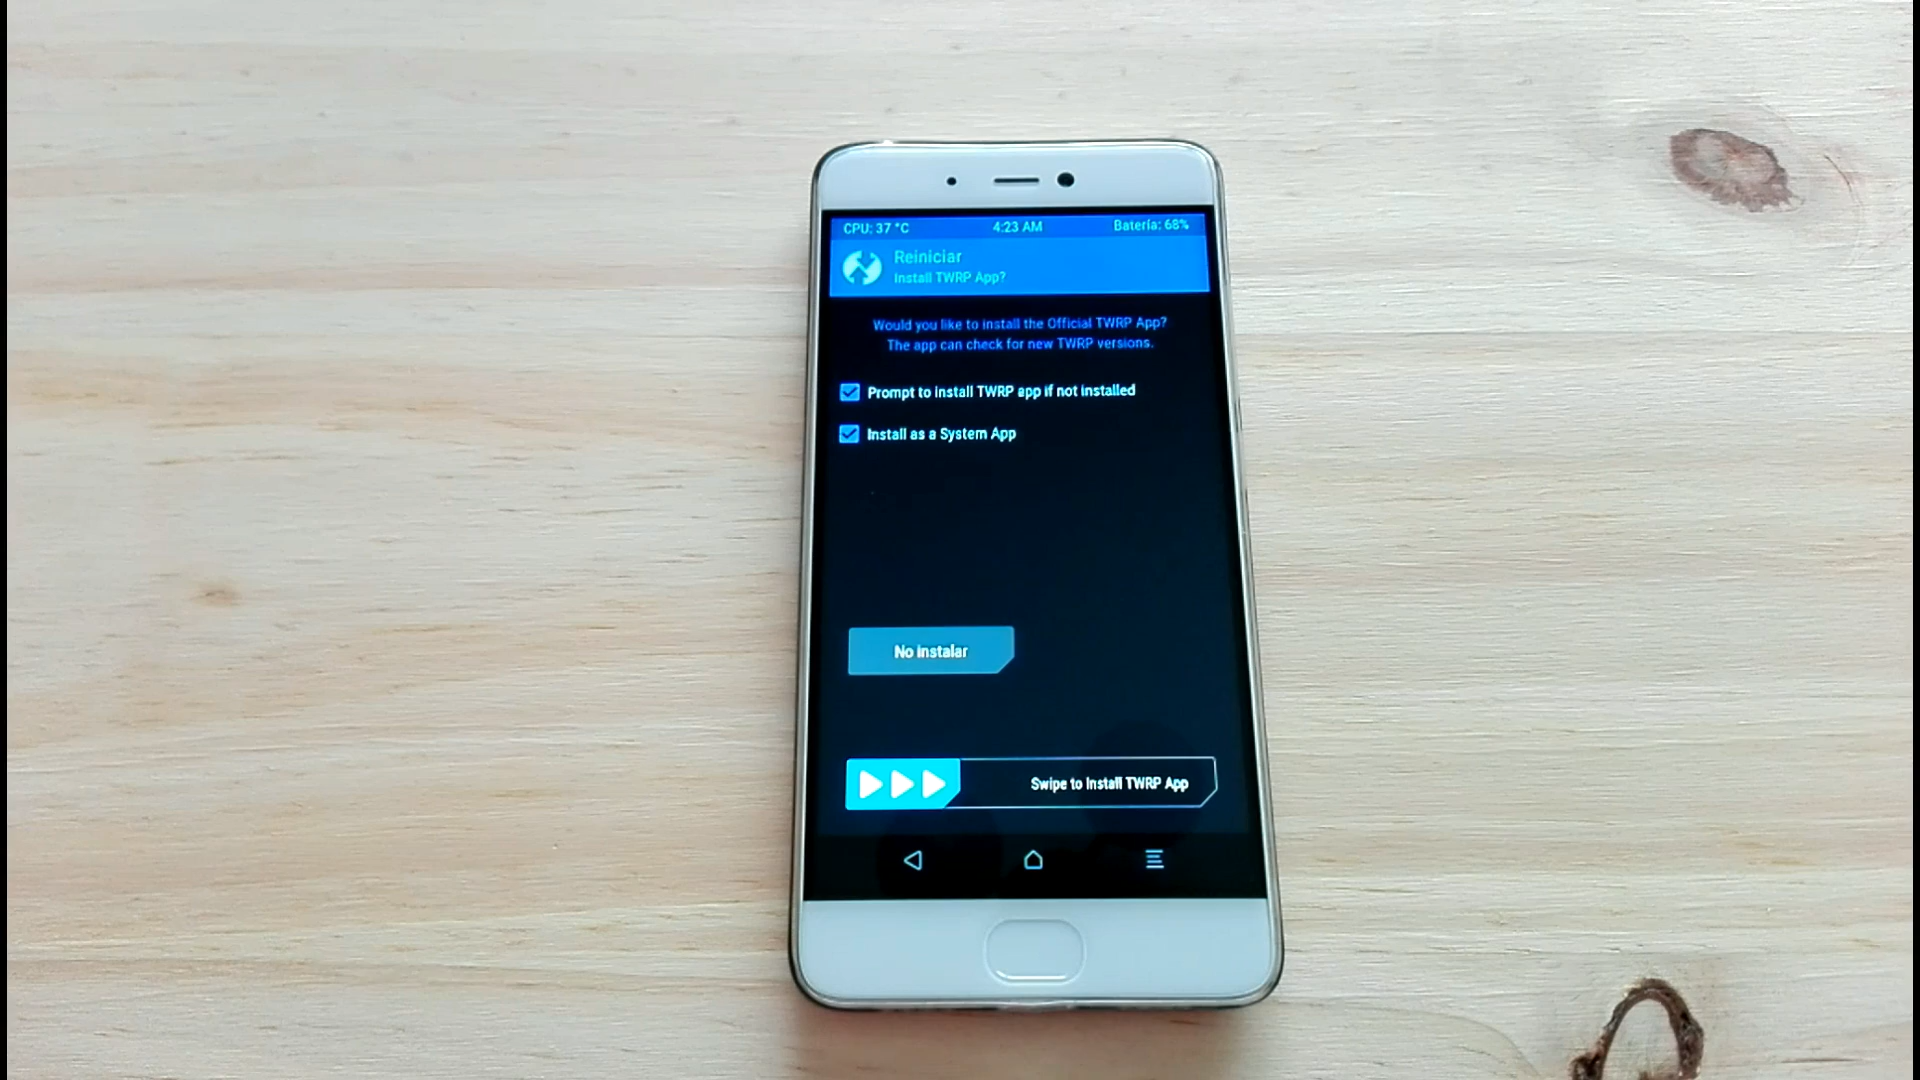 CPU: 37 °C 4:23 AM Batería: 68%
Reiniciar
Install TWRP App?
Would you like to install the Official TWRP App?
The app can check for new TWRP versions.
Prompt to install TWRP app if not installed
Install as a System App
No instalar
Swipe to Install TWRP App